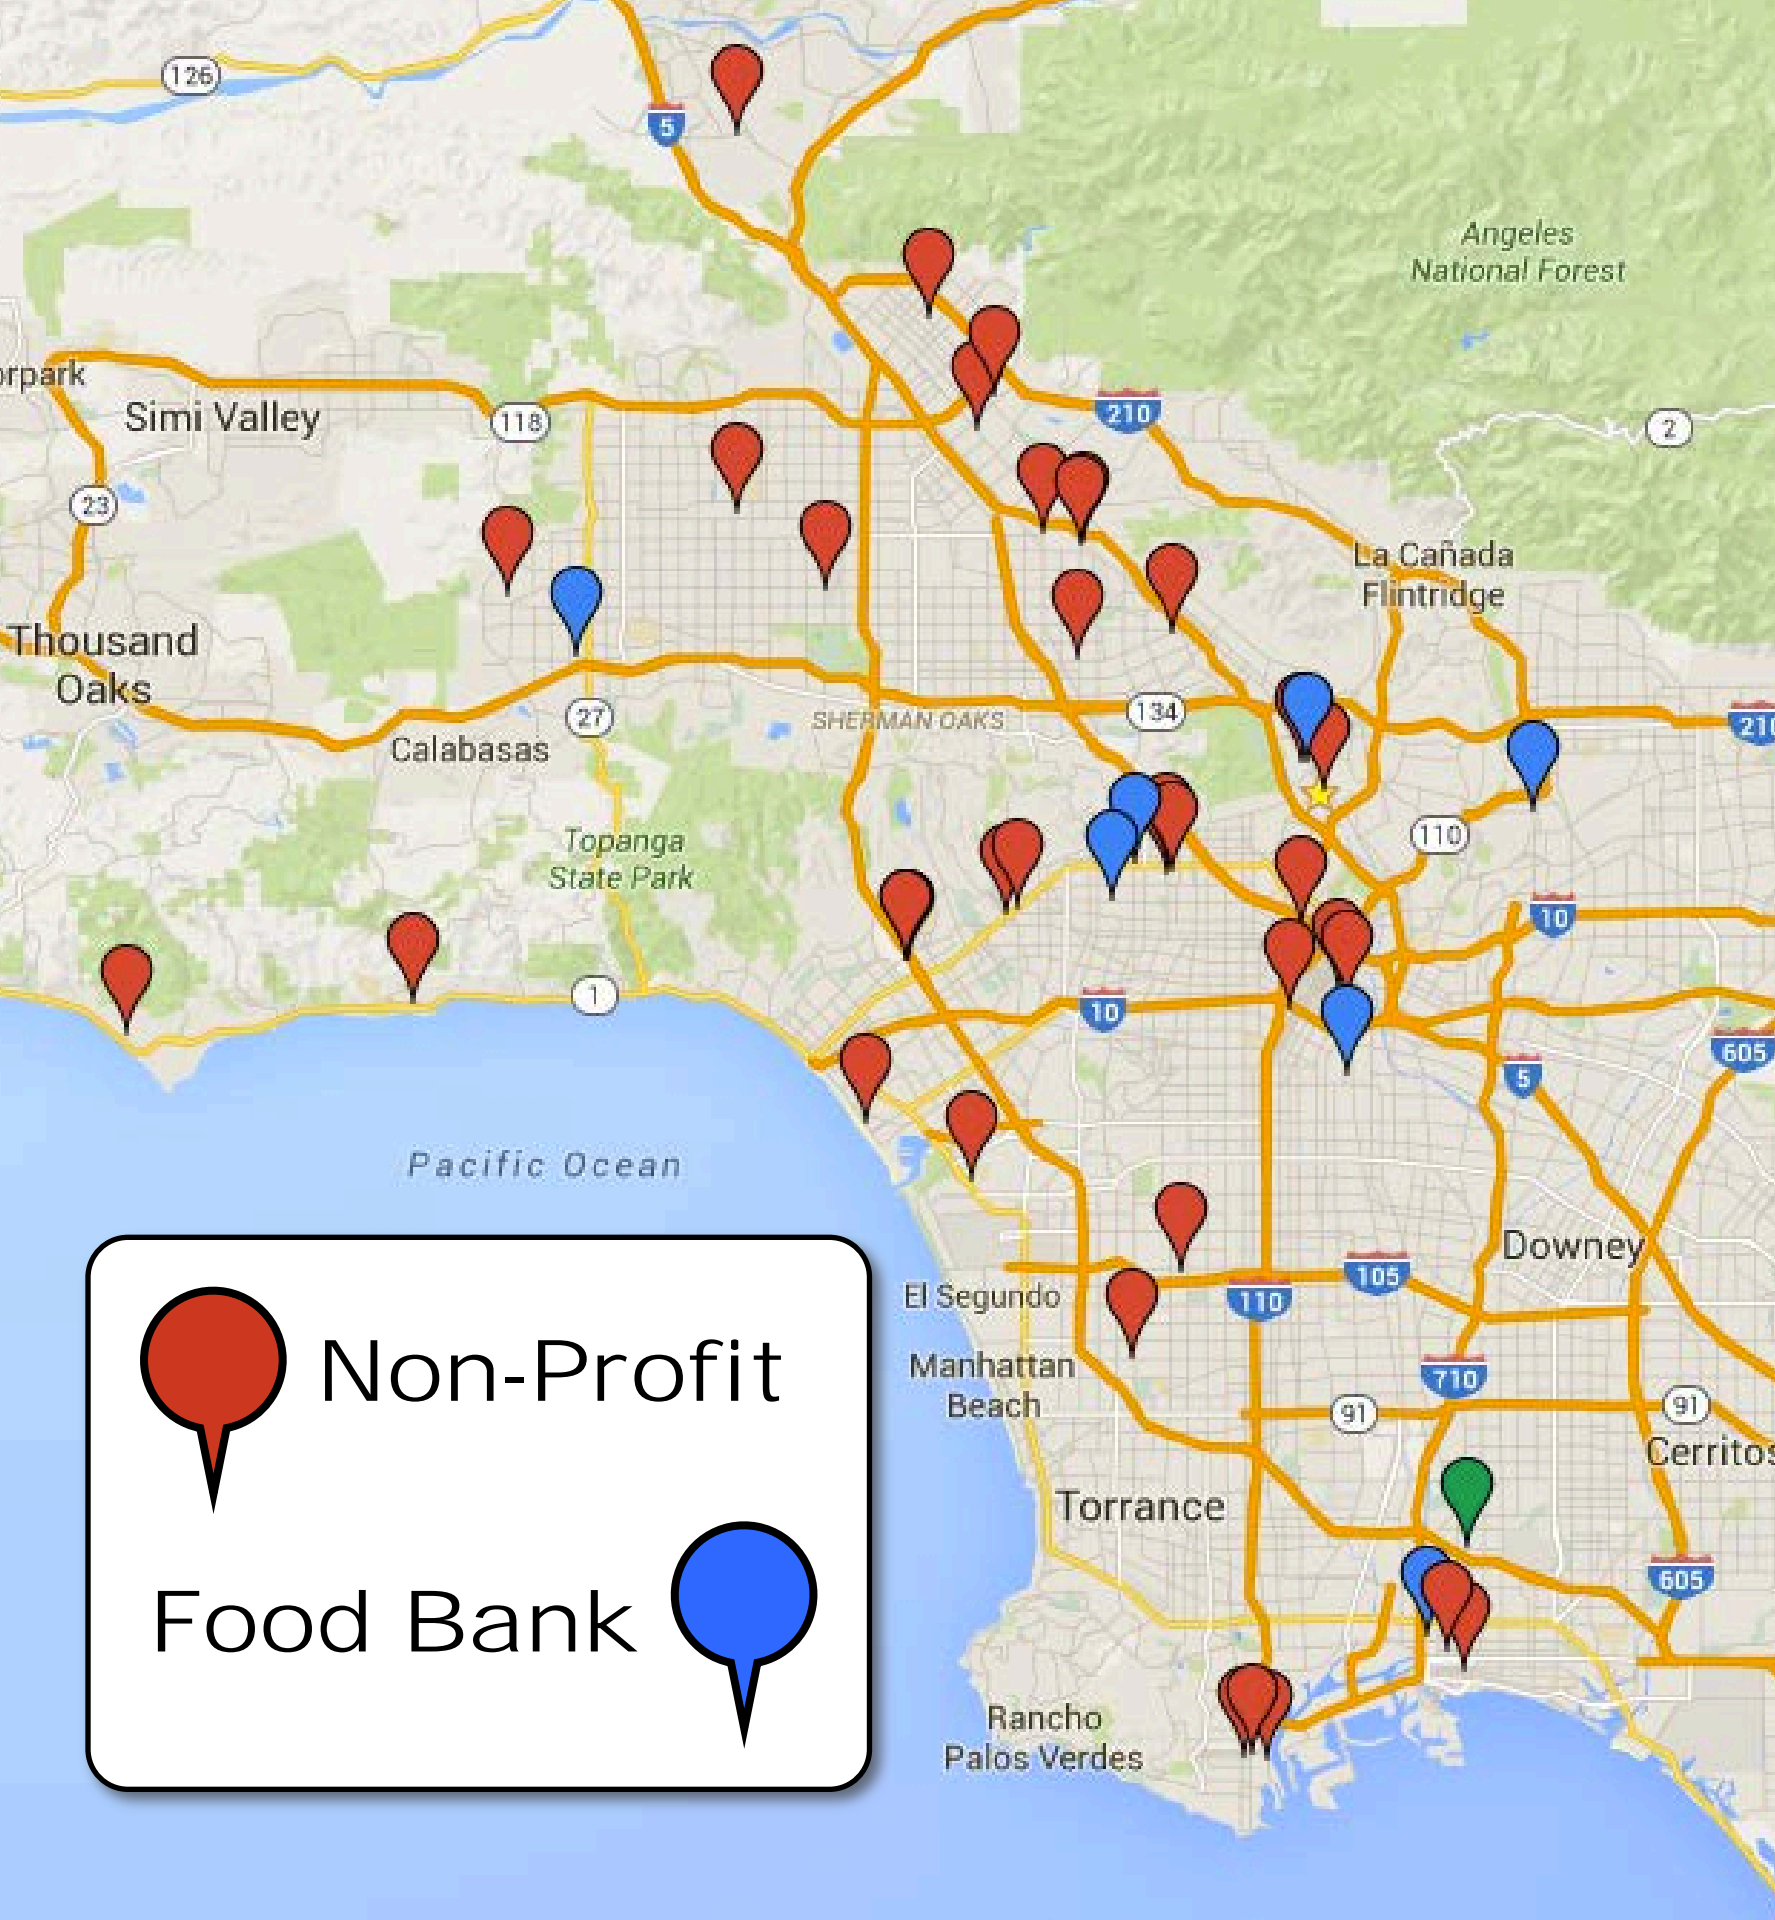 126
5
Angeles
National Forest
orpark
Simi Valley
118
210
2
23
La Cañada
Flintridge
Thousand
Oaks
27
SHERMAN OAKS
134
210
Calabasas
Topanga
State Park
110
10
1
10
605
5
Pacific Ocean
Downey
105
El Segundo
110
Manhattan
Beach
710
91
91
Cerritos
Torrance
605
Rancho
Palos Verdes
Non-Profit
Food Bank